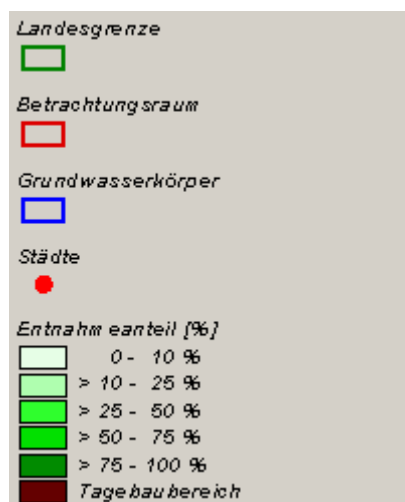 Landesgrenze
Betrachtungsraum
Grundwasserkörper
Städte
Entnahmeanteil [%]
0 - 10 %
> 10 - 25 %
> 25 - 50 %
> 50 - 75 %
> 75 - 100 %
Tagebaubereich